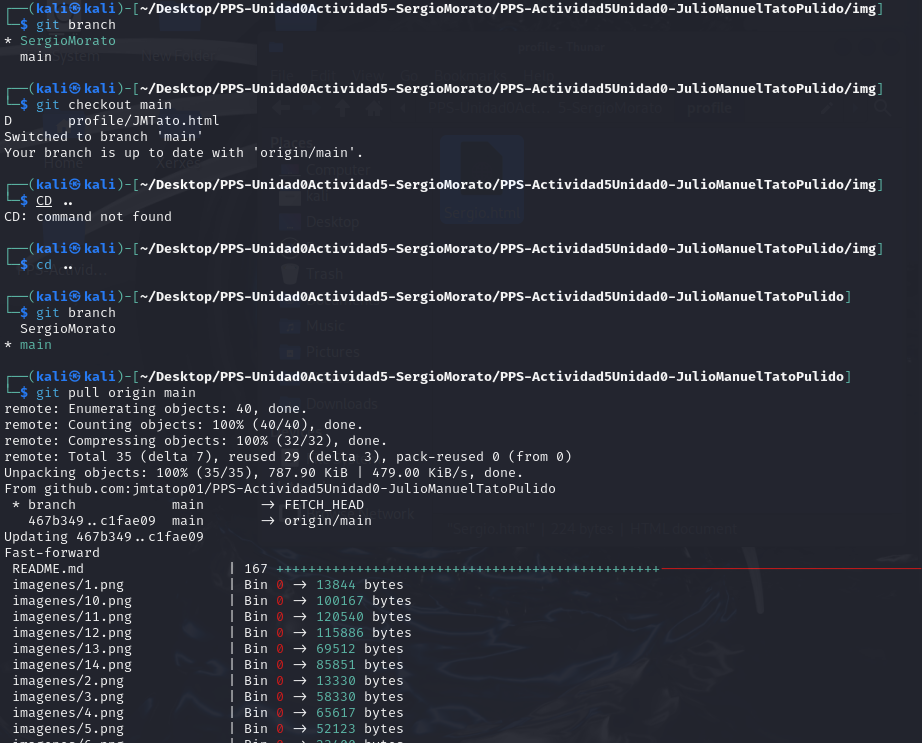 ┌──(kali㉿kali)-[~/Desktop/PPS-Unidad0Actividad5-SergioMorato/PPS-Actividad5Unidad0-JulioManuelTatoPulido/img]
└─$ git branch
* SergioMorato
  main
┌──(kali㉿kali)-[~/Desktop/PPS-Unidad0Actividad5-SergioMorato/PPS-Actividad5Unidad0-JulioManuelTatoPulido/img]
└─$ git checkout main
D       profile/JMTato.html
Switched to branch 'main'
Your branch is up to date with 'origin/main'.
┌──(kali㉿kali)-[~/Desktop/PPS-Unidad0Actividad5-SergioMorato/PPS-Actividad5Unidad0-JulioManuelTatoPulido/img]
└─$ CD ..
CD: command not found
┌──(kali㉿kali)-[~/Desktop/PPS-Unidad0Actividad5-SergioMorato/PPS-Actividad5Unidad0-JulioManuelTatoPulido/img]
└─$ cd ..
┌──(kali㉿kali)-[~/Desktop/PPS-Unidad0Actividad5-SergioMorato/PPS-Actividad5Unidad0-JulioManuelTatoPulido]
└─$ git branch
  SergioMorato
* main
┌──(kali㉿kali)-[~/Desktop/PPS-Unidad0Actividad5-SergioMorato/PPS-Actividad5Unidad0-JulioManuelTatoPulido]
└─$ git pull origin main
remote: Enumerating objects: 40, done.
remote: Counting objects: 100% (40/40), done.
remote: Compressing objects: 100% (32/32), done.
remote: Total 35 (delta 7), reused 29 (delta 3), pack-reused 0 (from 0)
Unpacking objects: 100% (35/35), 787.90 KiB | 479.00 KiB/s, done.
From github.com:jmtatop01/PPS-Actividad5Unidad0-JulioManuelTatoPulido
 * branch            main       -> FETCH_HEAD
   467b349..c1fae09  main       -> origin/main
Updating 467b349..c1fae09
Fast-forward
 README.md                  | 167 ++++++++++++++++++++++++++++++++++++++++++++++++--------------------------------
 imagenes/1.png             | Bin 0 -> 13844 bytes
 imagenes/10.png            | Bin 0 -> 100167 bytes
 imagenes/11.png            | Bin 0 -> 120540 bytes
 imagenes/12.png            | Bin 0 -> 115886 bytes
 imagenes/13.png            | Bin 0 -> 69512 bytes
 imagenes/14.png            | Bin 0 -> 85851 bytes
 imagenes/2.png             | Bin 0 -> 13330 bytes
 imagenes/3.png             | Bin 0 -> 58330 bytes
 imagenes/4.png             | Bin 0 -> 65617 bytes
 imagenes/5.png             | Bin 0 -> 52123 bytes